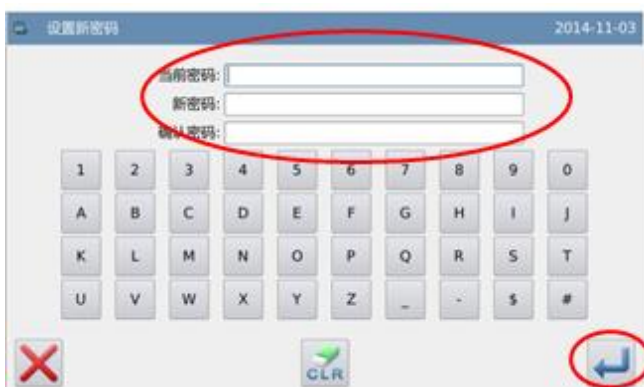 设置新密码 2014-11-03
当前密码:
新密码:
确认密码:
1 2 3 4 5 6 7 8 9 0
A B C D E F G H I J
K L M N O P Q R S T
U V W X Y Z _ - $ #
CLR